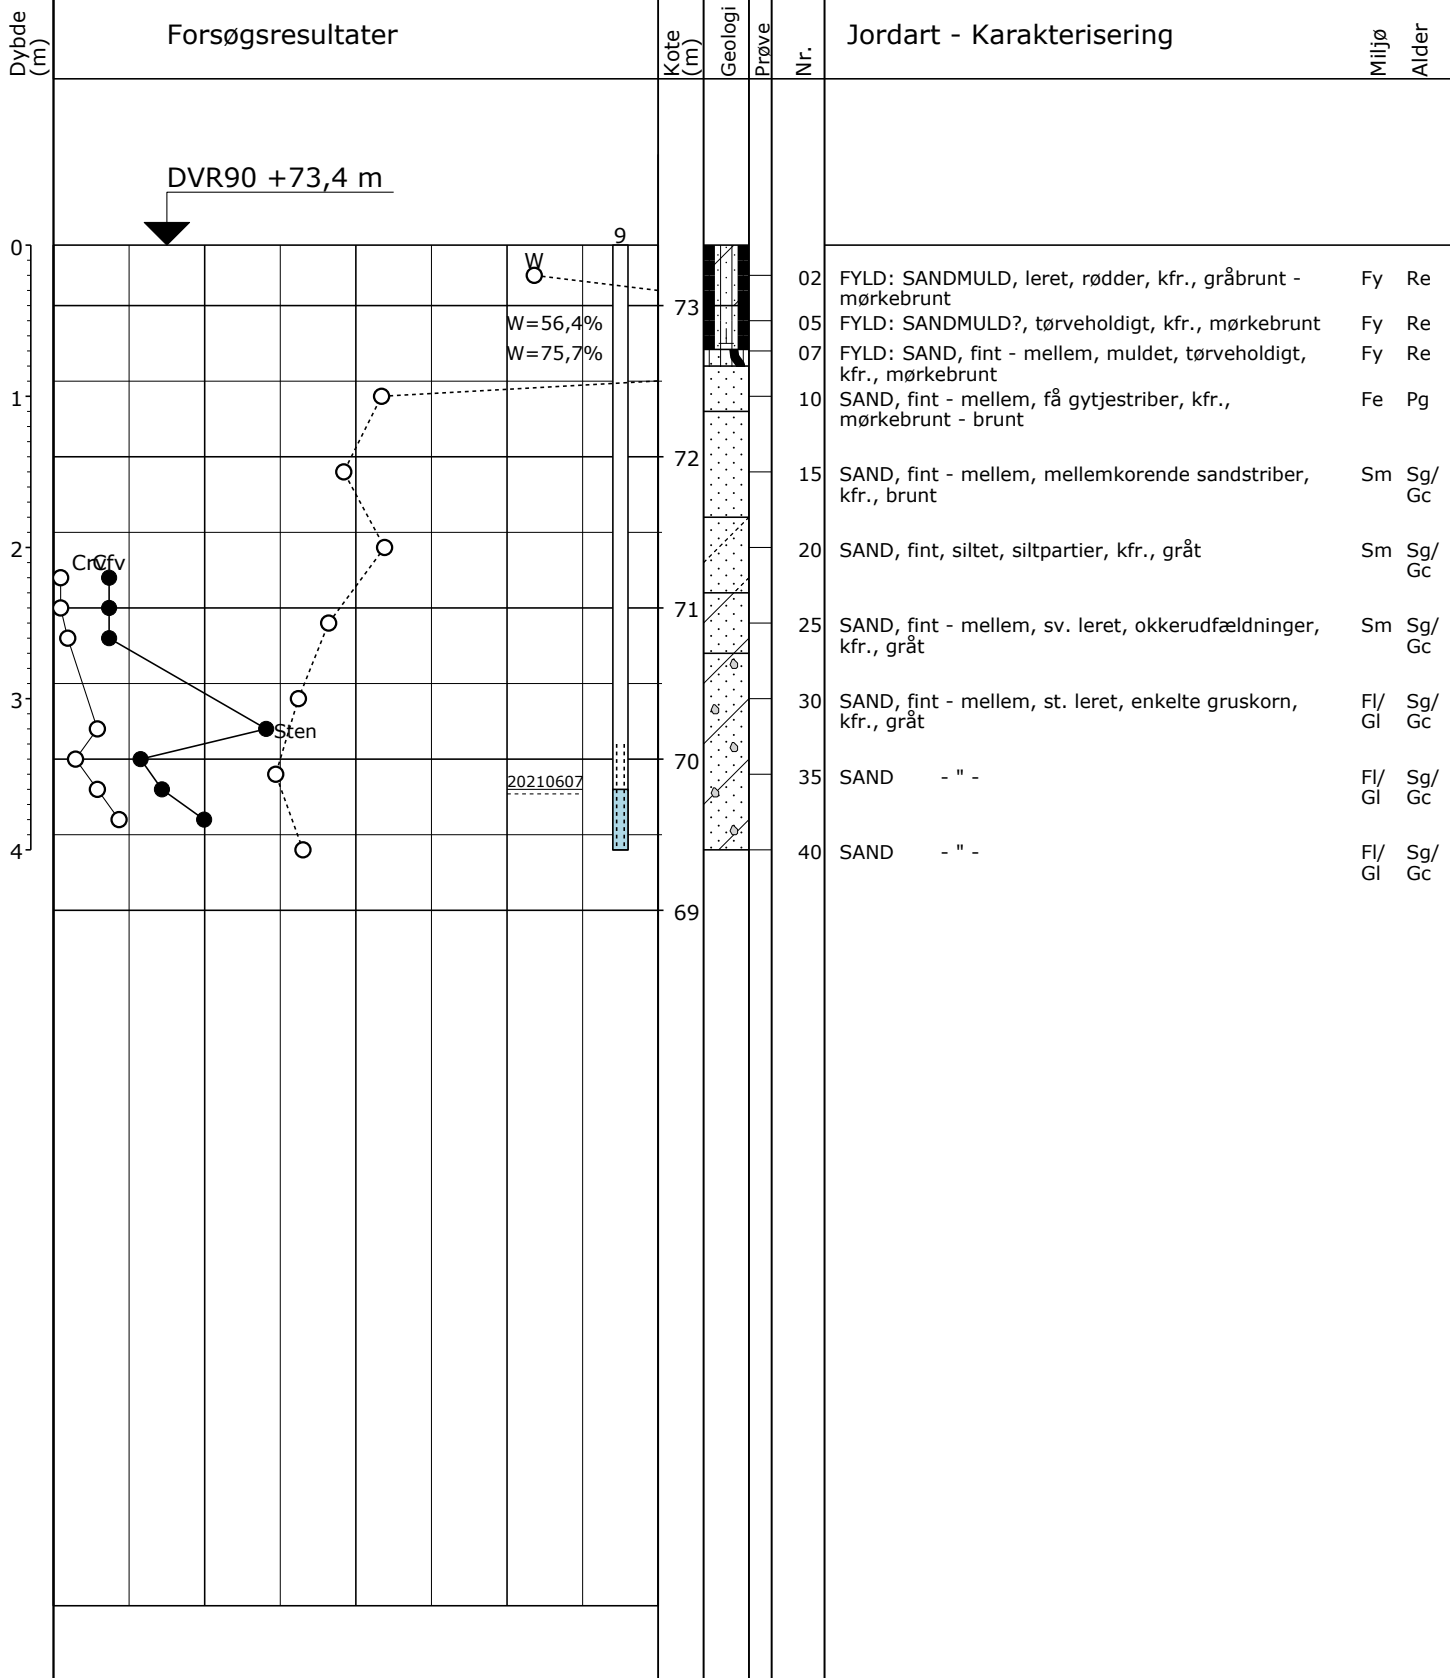 Dybde
(m)
Forsøgsresultater
Kote
(m)
Geologi
Prøve
Nr.
Jordart - Karakterisering
Miljø
Alder
DVR90 +73,4 m
0
9
W
73
02 FYLD: SANDMULD, leret, rødder, kfr., gråbrunt - Fy Re
mørkebrunt
W=56,4%
05 FYLD: SANDMULD?, tørveholdigt, kfr., mørkebrunt Fy Re
W=75,7%
07 FYLD: SAND, fint - mellem, muldet, tørveholdigt, Fy Re
kfr., mørkebrunt
1
10 SAND, fint - mellem, få gytjestriber, kfr., Fe Pg
mørkebrunt - brunt
72
15 SAND, fint - mellem, mellemkorende sandstriber, Sm Sg/
kfr., brunt Gc
2
Crv
Cfv
20 SAND, fint, siltet, siltpartier, kfr., gråt Sm Sg/
Gc
71
25 SAND, fint - mellem, sv. leret, okkerudfældninger, Sm Sg/
kfr., gråt Gc
3
Sten
30 SAND, fint - mellem, st. leret, enkelte gruskorn, Fl/ Sg/
kfr., gråt Gl Gc
70
20210607
35 SAND - " - Fl/ Sg/
Gl Gc
4
40 SAND - " - Fl/ Sg/
Gl Gc
69